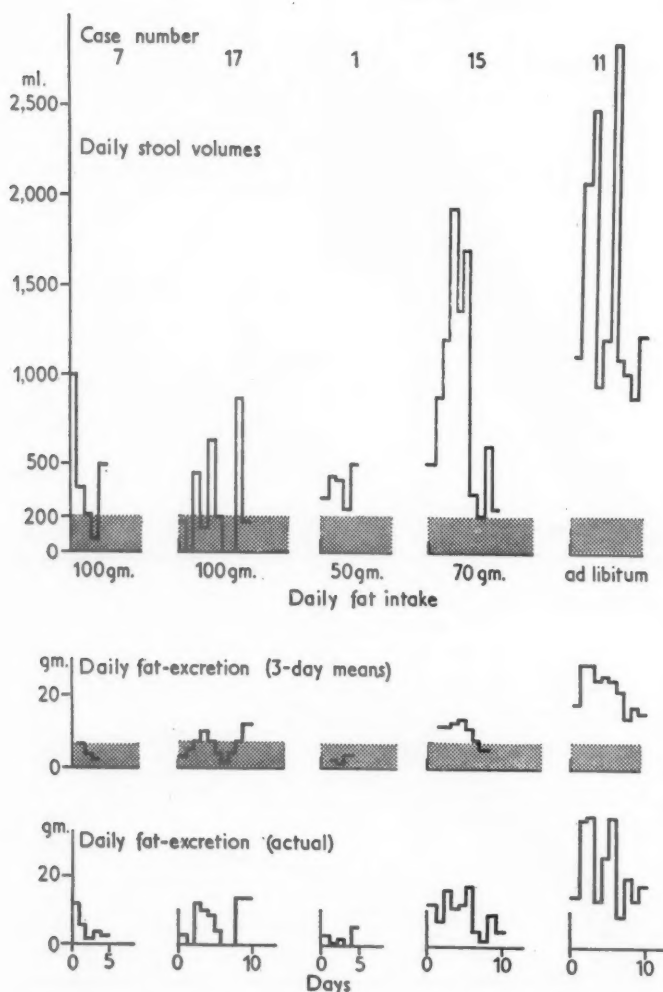 Case number
7 17 1 15 11
ml.
2,500
Daily stool volumes
2,000
1,500
1,000
500
200
0
100gm. 100gm. 50gm. 70gm. ad libitum
Daily fat intake
gm. Daily fat-excretion (3-day means)
20
0
gm. Daily fat-excretion (actual)
20
0
0 5 0 10 0 5 0 10 0 10
Days